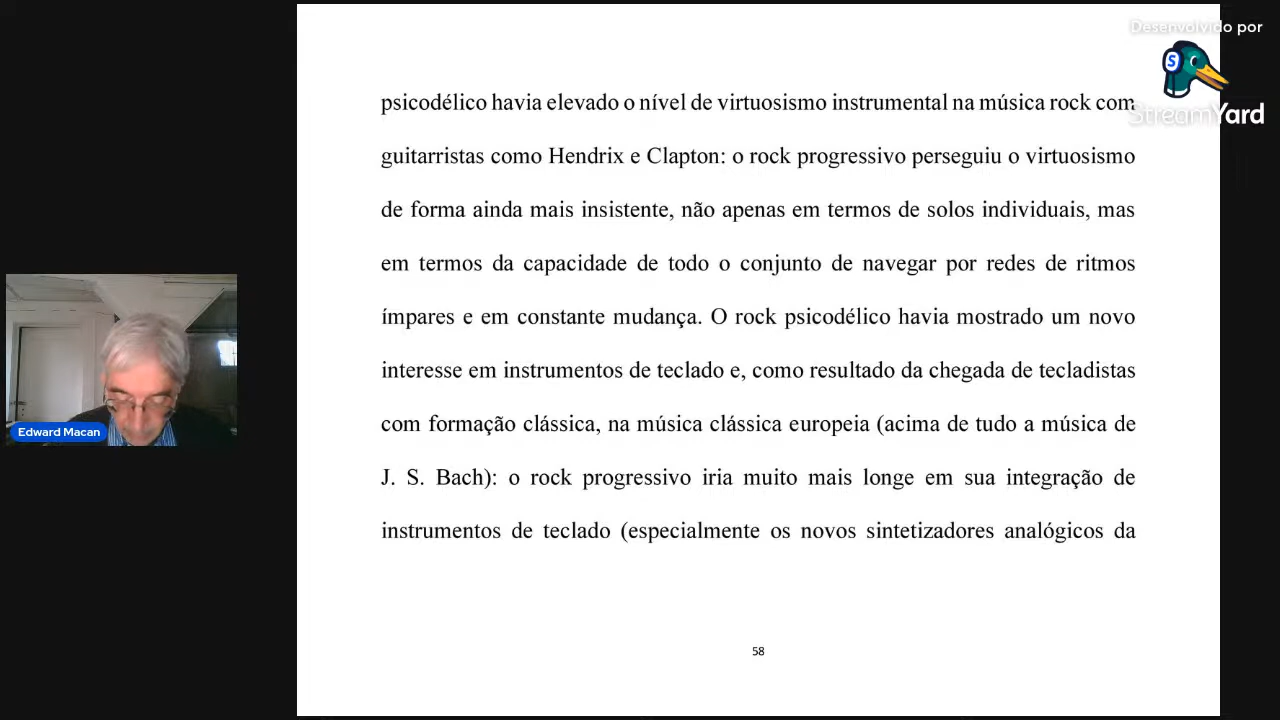 Desenvolvido por
StreamYard
psicodélico havia elevado o nível de virtuosismo instrumental na música rock com
guitarristas como Hendrix e Clapton: o rock progressivo perseguiu o virtuosismo
de forma ainda mais insistente, não apenas em termos de solos individuais, mas
em termos da capacidade de todo o conjunto de navegar por redes de ritmos
ímpares e em constante mudança. O rock psicodélico havia mostrado um novo
interesse em instrumentos de teclado e, como resultado da chegada de tecladistas
com formação clássica, na música clássica europeia (acima de tudo a música de
J. S. Bach): o rock progressivo iria muito mais longe em sua integração de
instrumentos de teclado (especialmente os novos sintetizadores analógicos da
58
Edward Macan